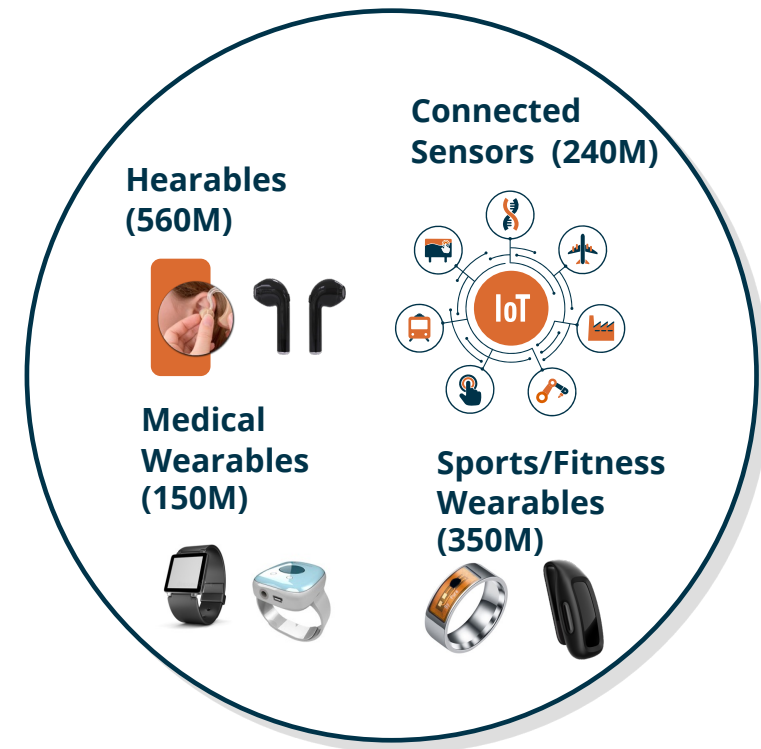 Connected
Sensors (240M)
Hearables
(560M)
IoT
Medical
Wearables
(150M)
Sports/Fitness
Wearables
(350M)